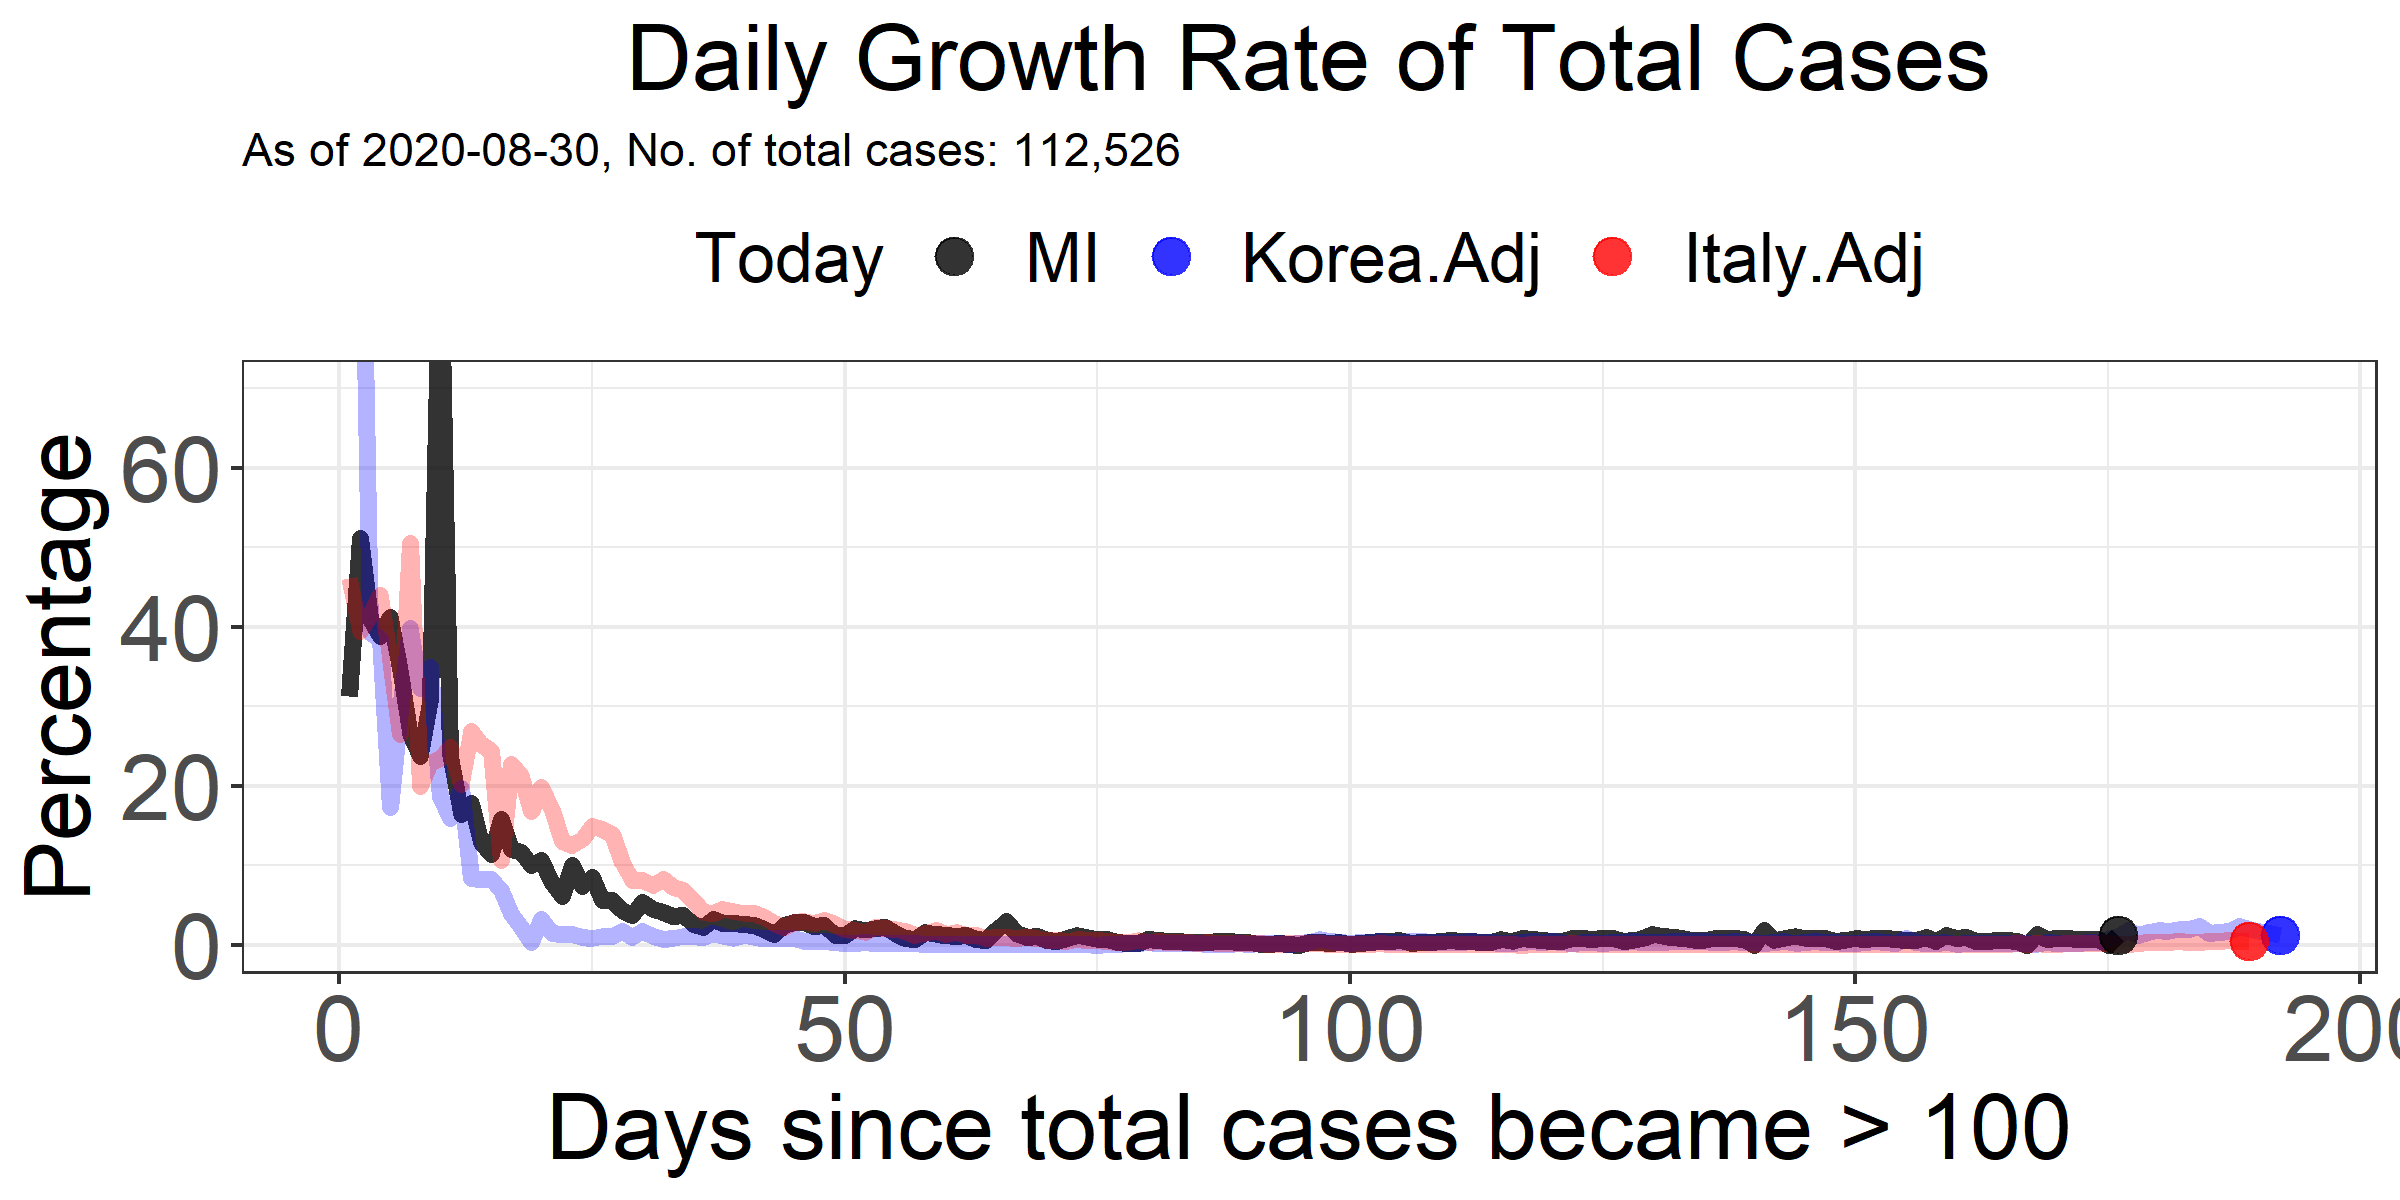 Daily Growth Rate of Total Cases
As of 2020-08-30, No. of total cases: 112,526
Today MI Korea.Adj Italy.Adj
Percentage
60
40
20
0
0 50 100 150 200
Days since total cases became > 100